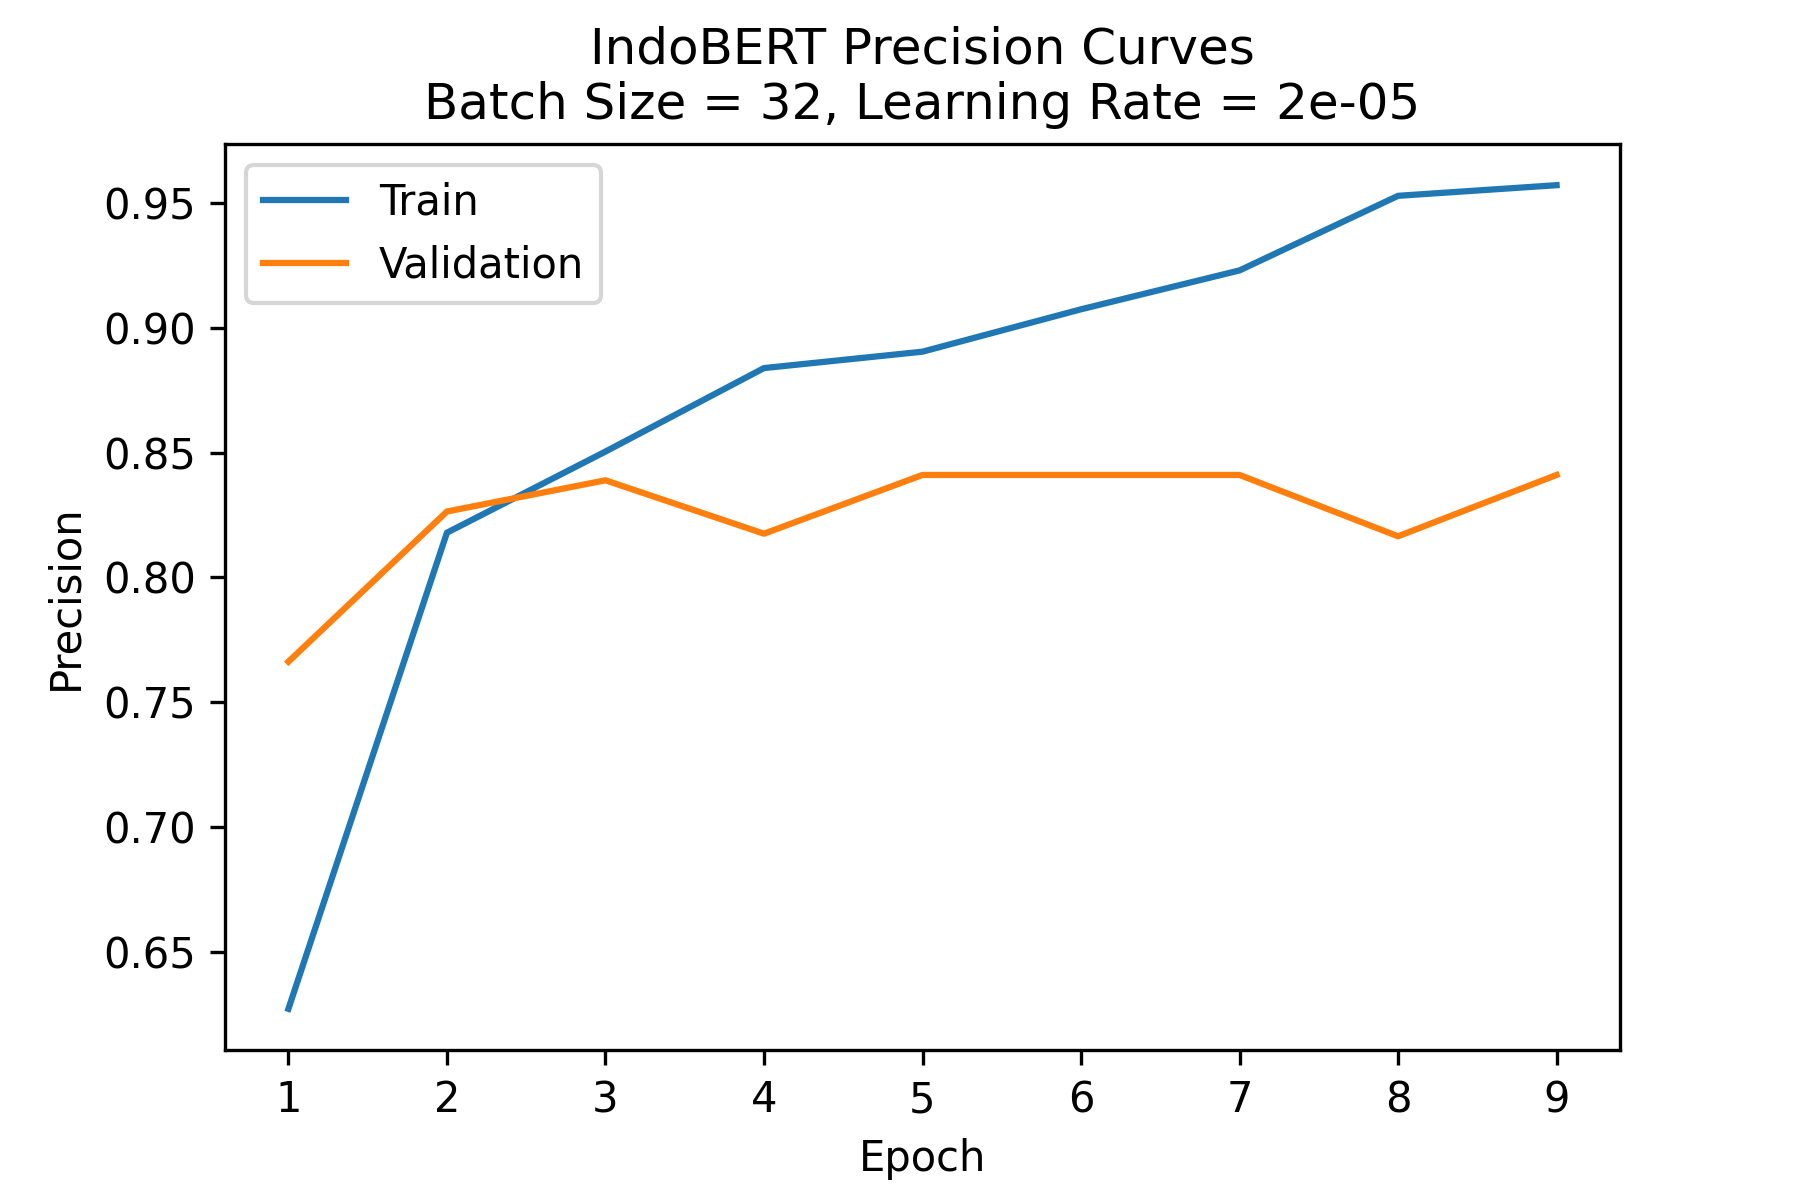 IndoBERT Precision Curves
Batch Size = 32, Learning Rate = 2e-05
Train
Validation
0.95
0.90
0.85
0.80
0.75
0.70
0.65
Precision
1 2 3 4 5 6 7 8 9
Epoch